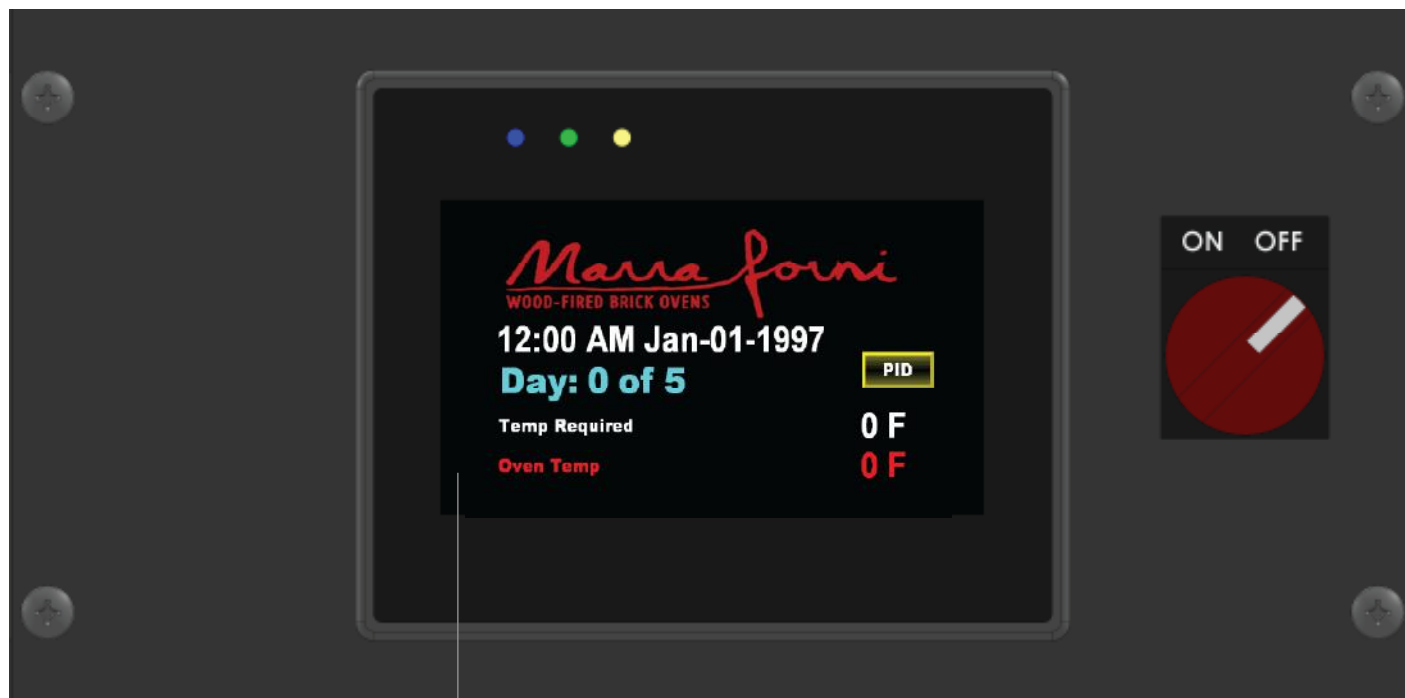 ON OFF
Marra forni
WOOD-FIRED BRICK OVENS
12:00 AM Jan-01-1997
Day: 0 of 5
PID
Temp Required 0 F
Oven Temp 0 F